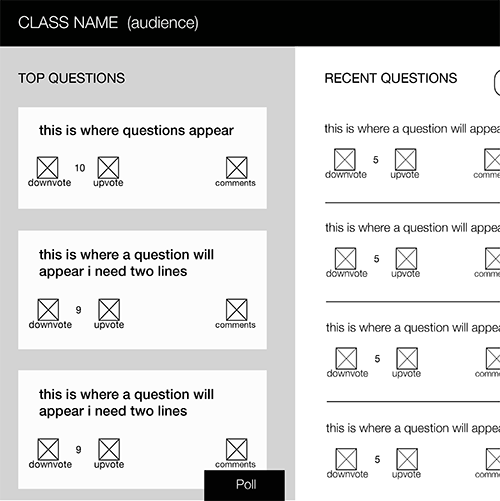 CLASS NAME (audience)
TOP QUESTIONS
this is where questions appear
downvote 10 upvote comments
this is where a question will
appear i need two lines
downvote 9 upvote comments
this is where a question will
appear i need two lines
downvote 9 upvote comments
Poll
RECENT QUESTIONS
this is where a question will appea
downvote 5 upvote comme
this is where a question will appea
downvote 5 upvote comme
this is where a question will appea
downvote 5 upvote comm
this is where a question will appea
downvote 5 upvote comm